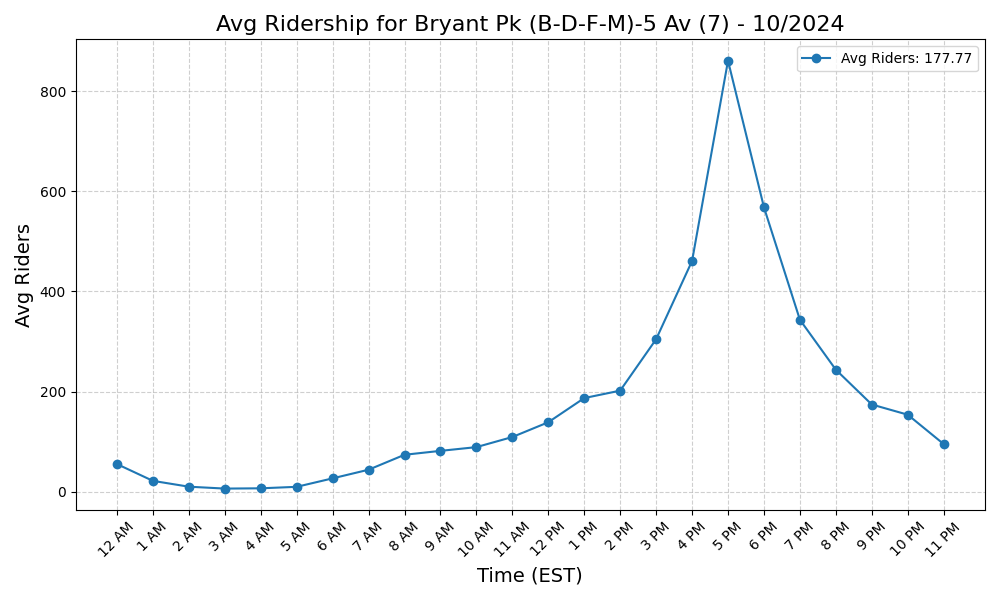 Avg Ridership for Bryant Pk (B-D-F-M)-5 Av (7) - 10/2024
Avg Riders: 177.77
Avg Riders
800
600
400
200
0
12 AM
1 AM
2 AM
3 AM
4 AM
5 AM
6 AM
7 AM
8 AM
9 AM
10 AM
11 AM
12 PM
1 PM
2 PM
3 PM
4 PM
5 PM
6 PM
7 PM
8 PM
9 PM
10 PM
11 PM
Time (EST)